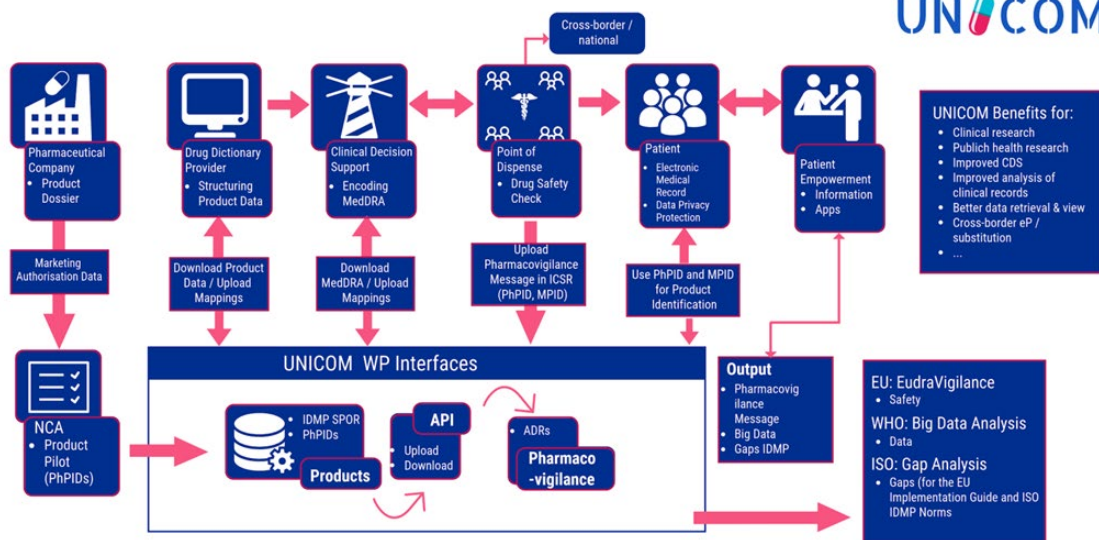 UNICOM
Cross-border /
national
Pharmaceutical
Company
• Product
Dossier
Drug Dictionary
Provider
• Structuring
Product Data
Clinical Decision
Support
• Encoding
MedDRA
Point of
Dispense
• Drug Safety
Check
Patient
• Electronic
Medical
Record
• Data Privacy
Protection
Patient
Empowerment
• Information
• Apps
UNICOM Benefits for:
• Clinical research
• Publich health research
• Improved CDS
• Improved analysis of
clinical records
• Better data retrieval & view
• Cross-border eP /
substitution
• ...
Marketing
Authorisation Data
Download Product
Data / Upload
Mappings
Download
MedDRA / Upload
Mappings
Upload
Pharmacovigilance
Message in ICSR
(PhPID, MPID)
Use PhPID and MPID
for Product
Identification
NCA
• Product
Pilot
(PhPIDs)
UNICOM WP Interfaces
• IDMP SPOR
• PhPIDs
Products
API
• Upload
• Download
• ADRs
Pharmaco
-vigilance
Output
• Pharmacovig
ilance
Message
• Big Data
• Gaps IDMP
EU: EudraVigilance
• Safety
WHO: Big Data Analysis
• Data
ISO: Gap Analysis
• Gaps (for the EU
Implementation Guide and ISO
IDMP Norms